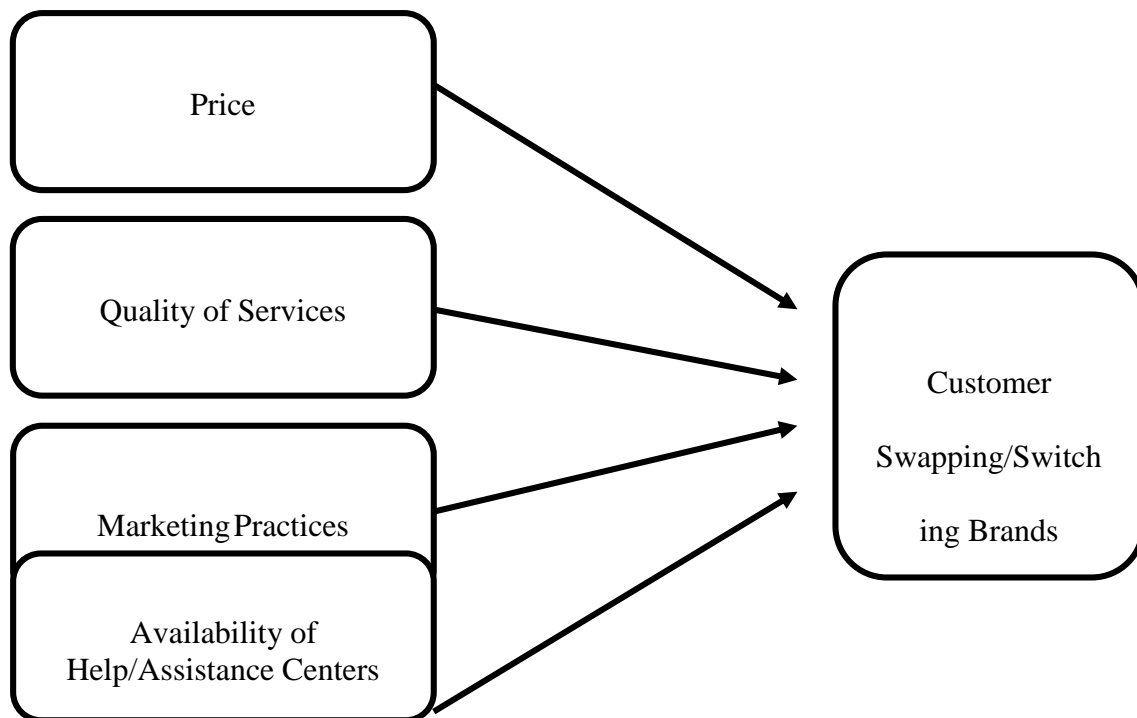 Price
Quality of Services
Marketing Practices
Availability of
Help/Assistance Centers
Customer
Swapping/Switch
ing Brands